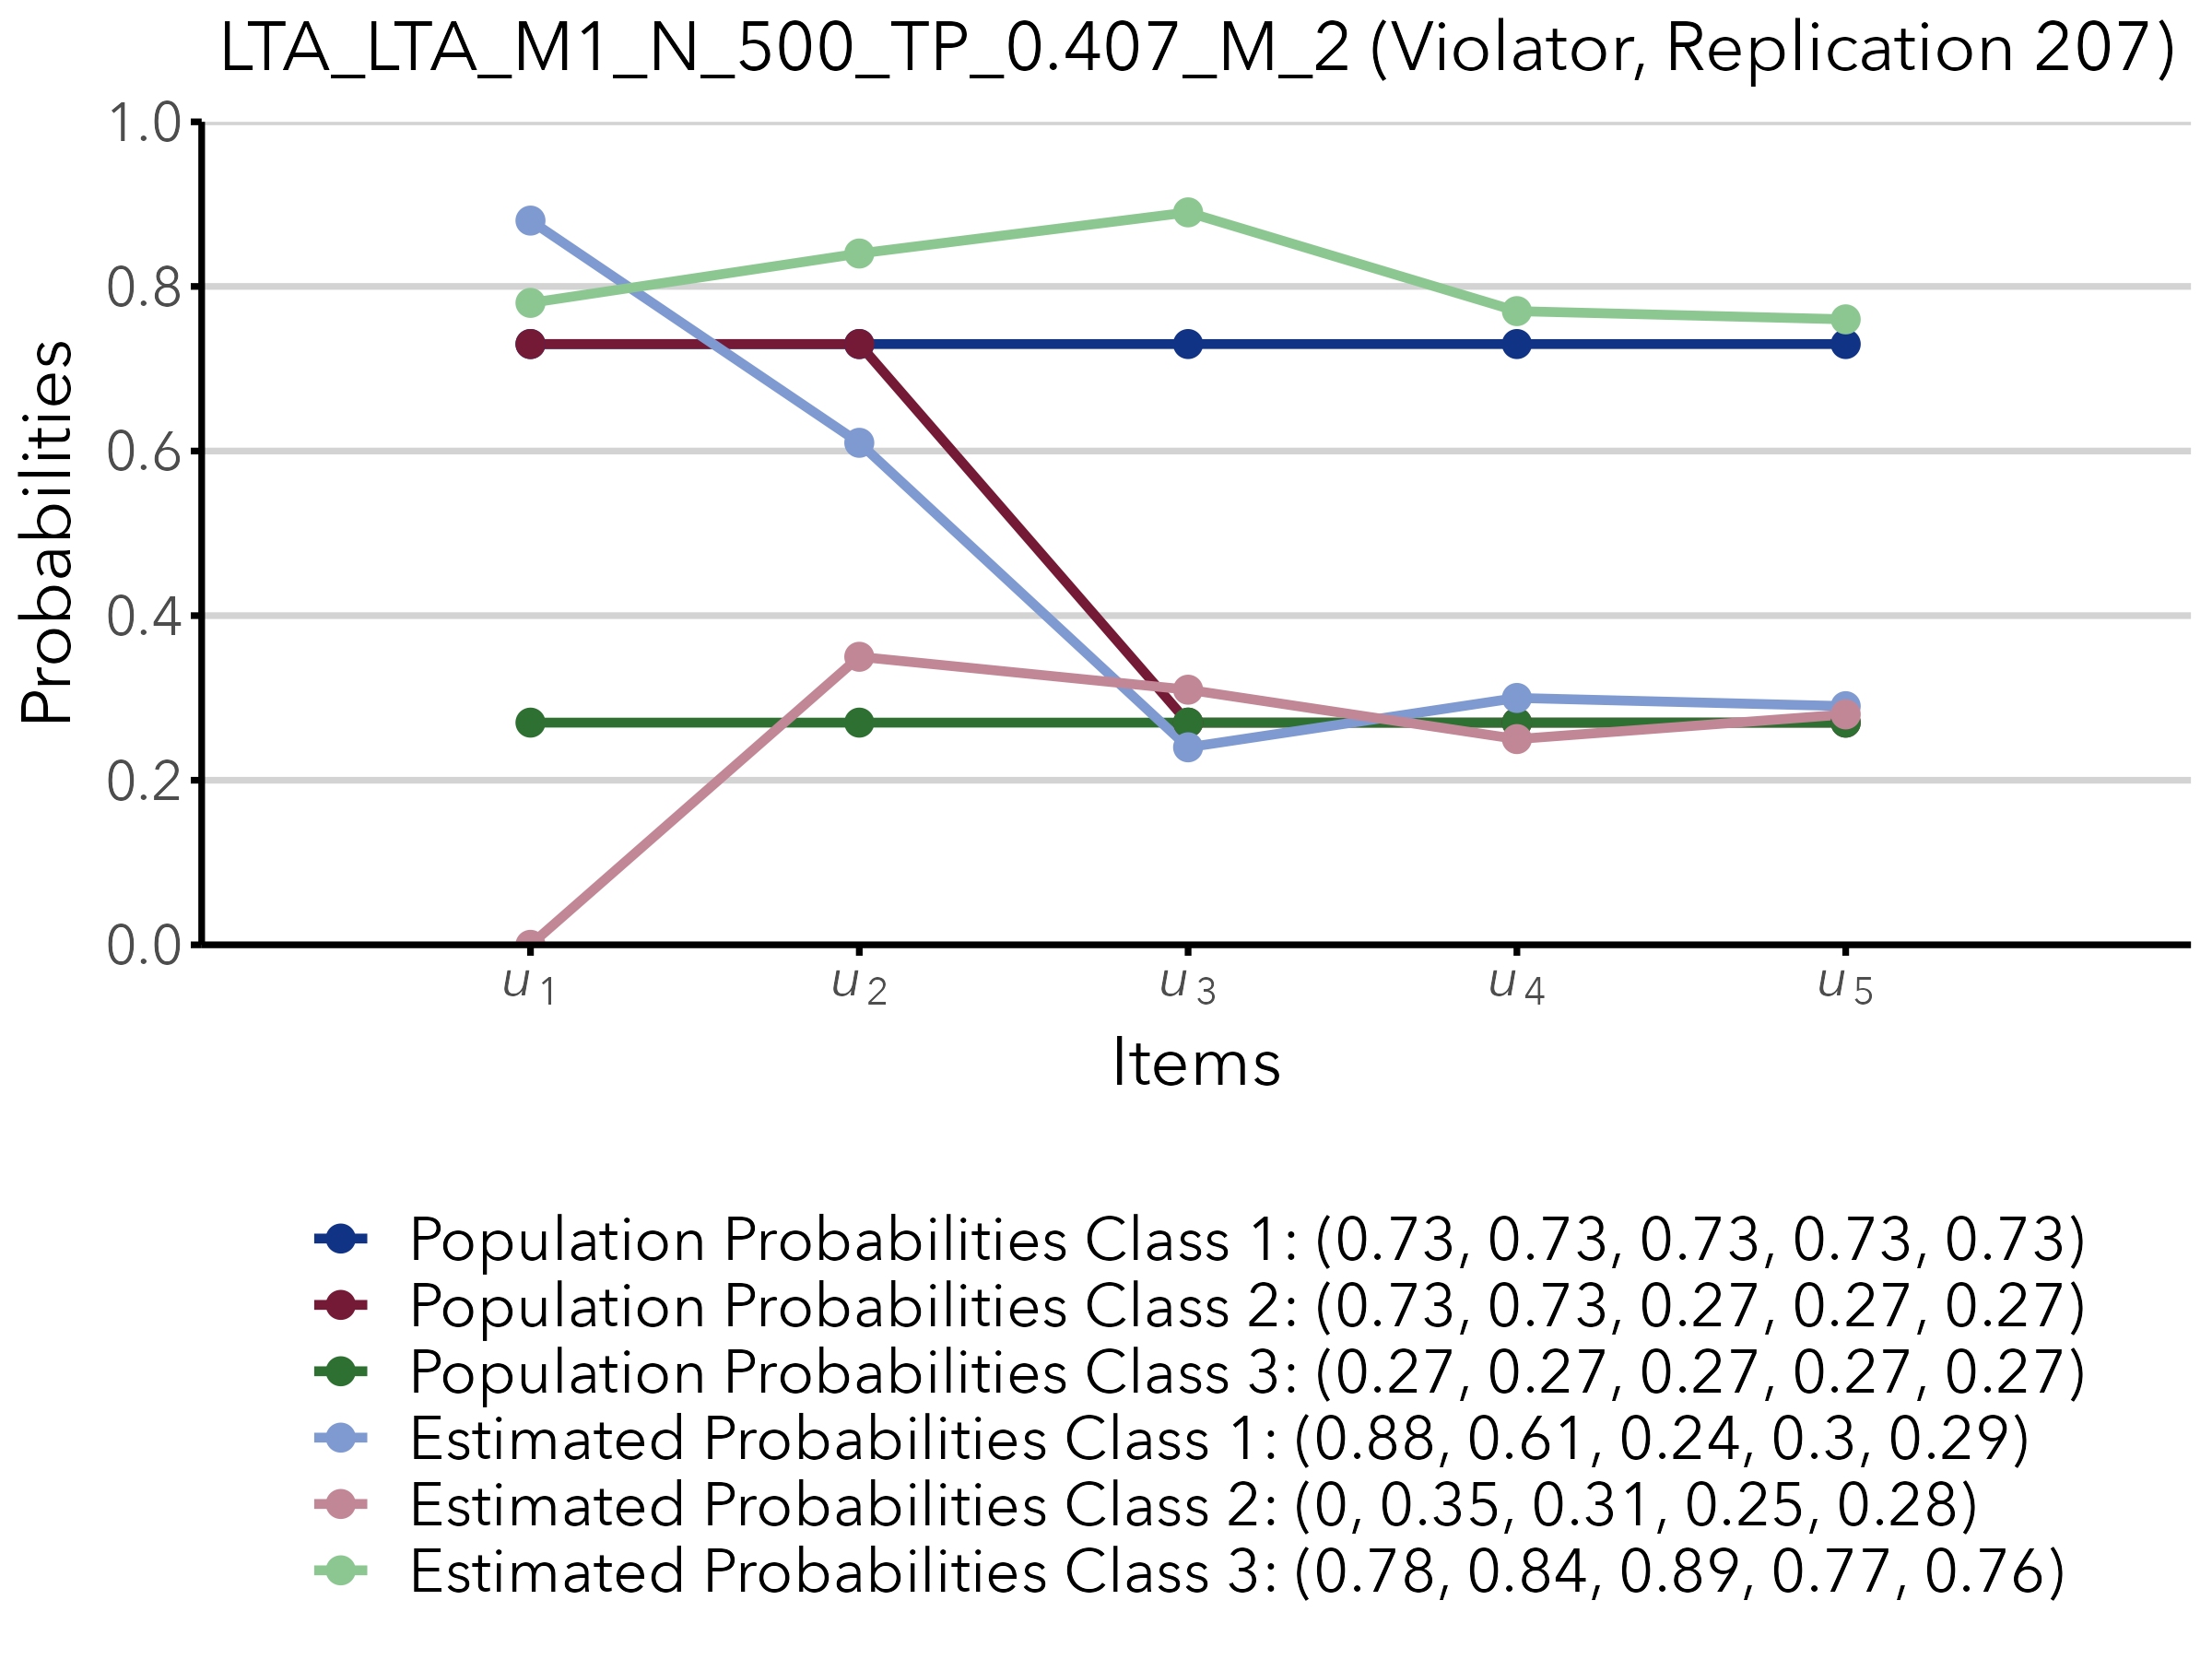 LTA_LTA_M1_N_500_TP_0.407_M_2 (Violator, Replication 207)
1.0
0.8
0.6
0.4
0.2
0.0
Probabilities
u1 u2 u3 u4 u5
Items
Population Probabilities Class 1: (0.73, 0.73, 0.73, 0.73, 0.73)
Population Probabilities Class 2: (0.73, 0.73, 0.27, 0.27, 0.27)
Population Probabilities Class 3: (0.27, 0.27, 0.27, 0.27, 0.27)
Estimated Probabilities Class 1: (0.88, 0.61, 0.24, 0.3, 0.29)
Estimated Probabilities Class 2: (0, 0.35, 0.31, 0.25, 0.28)
Estimated Probabilities Class 3: (0.78, 0.84, 0.89, 0.77, 0.76)